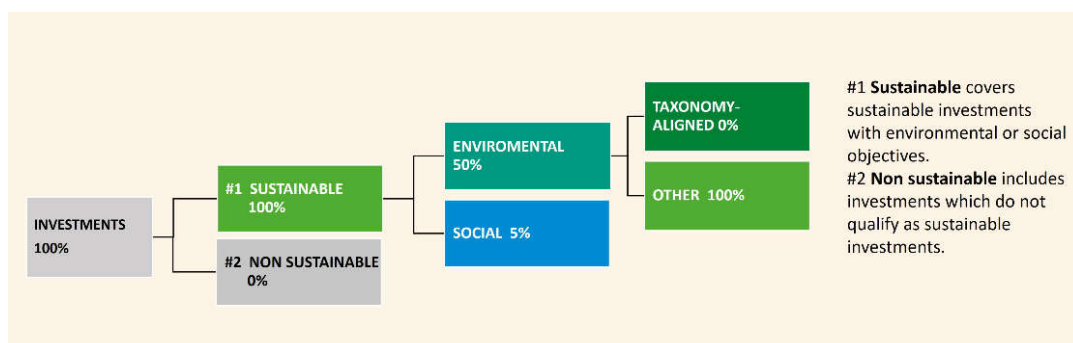 INVESTMENTS
100%
#1 SUSTAINABLE
100%
#2 NON SUSTAINABLE
0%
ENVIROMENTAL
50%
SOCIAL 5%
TAXONOMY-
ALIGNED 0%
OTHER 100%
#1 Sustainable covers
sustainable investments
with environmental or social
objectives.
#2 Non sustainable includes
investments which do not
qualify as sustainable
investments.